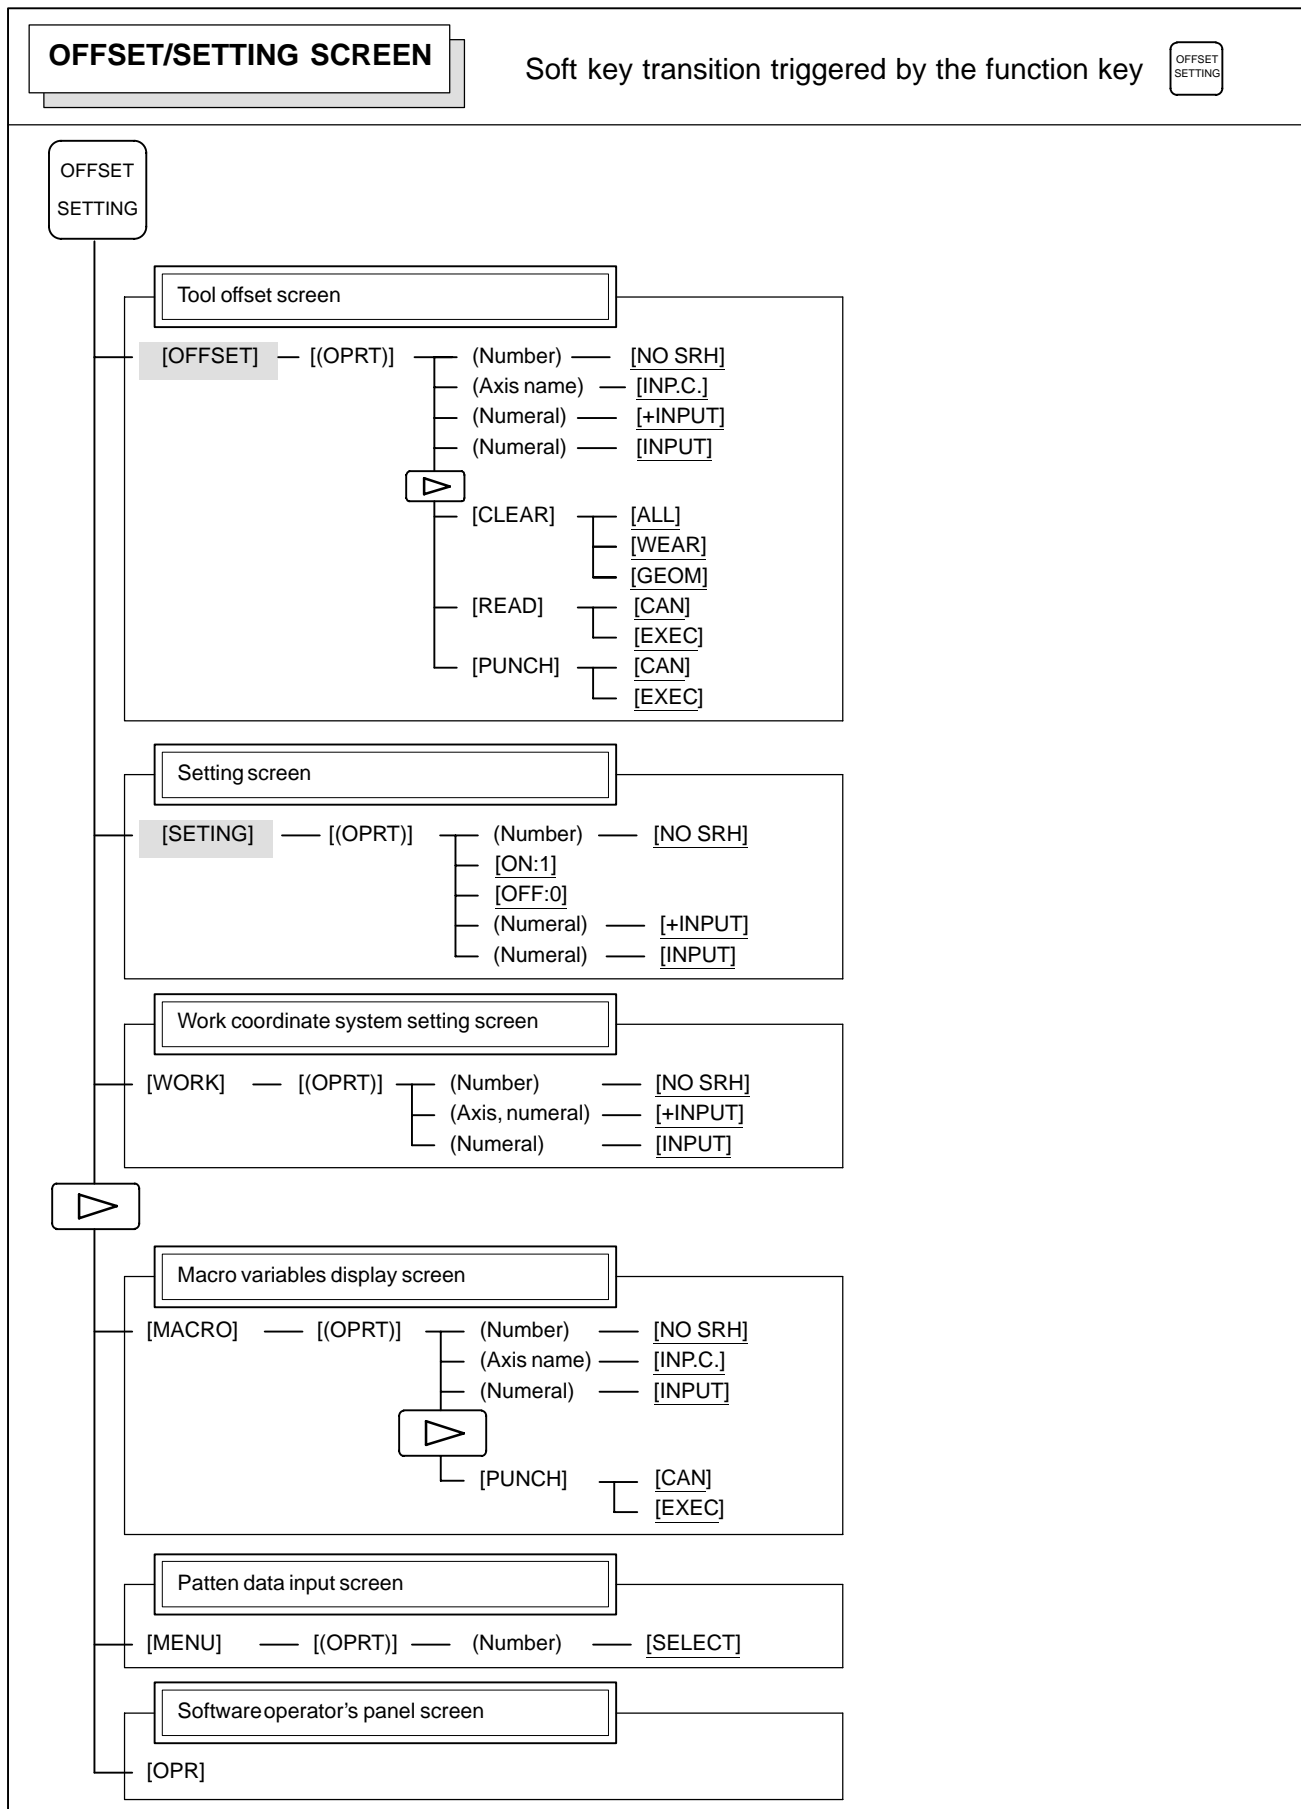 OFFSET/SETTING SCREEN
Soft key transition triggered by the function key
OFFSET
SETTING
OFFSET
SETTING
Tool offset screen
[OFFSET] [(OPRT)] (Number) [NO SRH]
(Axis name) [INP.C.]
(Numeral) [+INPUT]
(Numeral) [INPUT]
[CLEAR] [ALL]
[WEAR]
[GEOM]
[READ] [CAN]
[EXEC]
[PUNCH] [CAN]
[EXEC]
Setting screen
[SETING] [(OPRT)] (Number) [NO SRH]
[ON:1]
[OFF:0]
(Numeral) [+INPUT]
(Numeral) [INPUT]
Work coordinate system setting screen
[WORK] [(OPRT)] (Number) [NO SRH]
(Axis, numeral) [+INPUT]
(Numeral) [INPUT]
Macro variables display screen
[MACRO] [(OPRT)] (Number) [NO SRH]
(Axis name) [INP.C.]
(Numeral) [INPUT]
[PUNCH] [CAN]
[EXEC]
Patten data input screen
[MENU] [(OPRT)] (Number) [SELECT]
Software operator’s panel screen
[OPR]